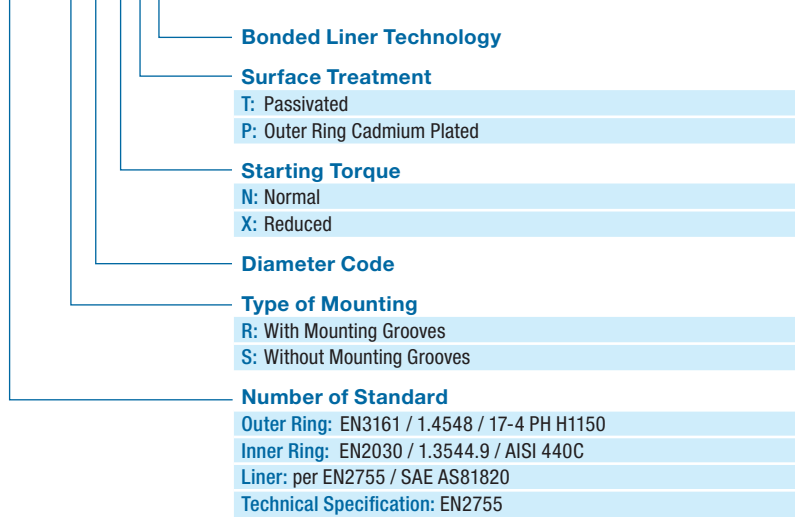 Bonded Liner Technology
Surface Treatment
T: Passivated
P: Outer Ring Cadmium Plated
Starting Torque
N: Normal
X: Reduced
Diameter Code
Type of Mounting
R: With Mounting Grooves
S: Without Mounting Grooves
Number of Standard
Outer Ring: EN3161 / 1.4548 / 17-4 PH H1150
Inner Ring: EN2030 / 1.3544.9 / AISI 440C
Liner: per EN2755 / SAE AS81820
Technical Specification: EN2755